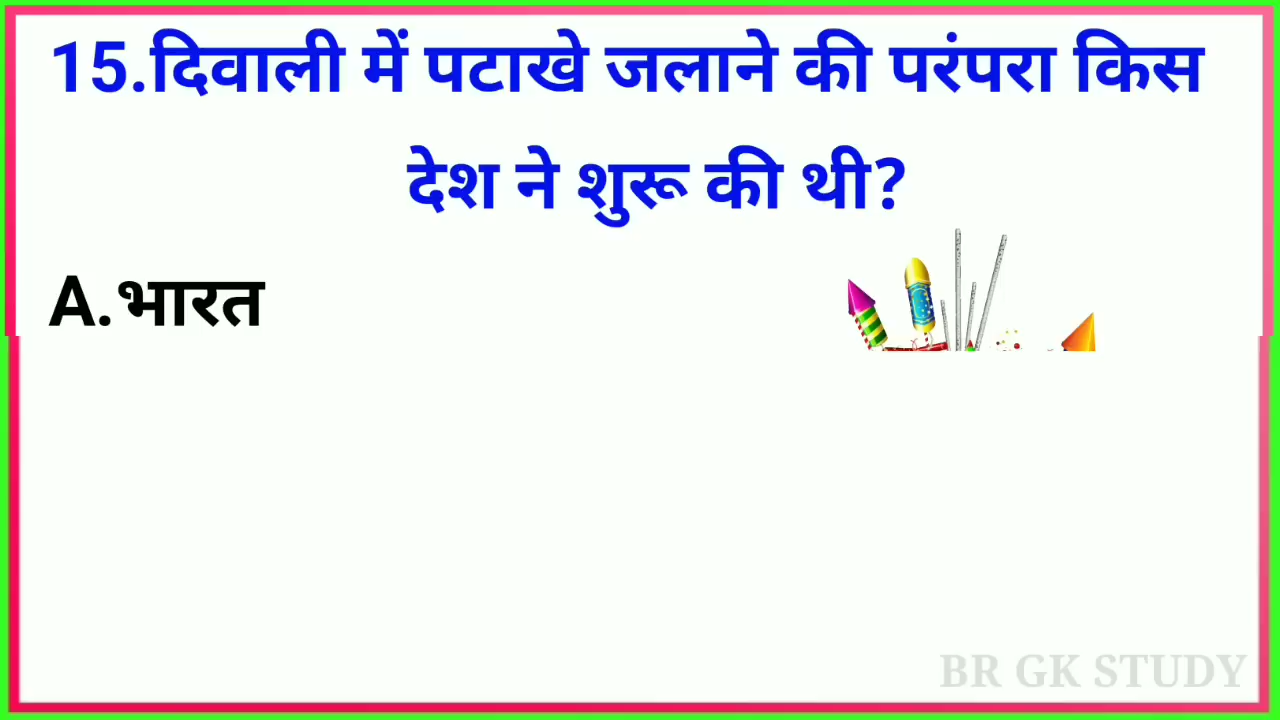 15.दिवाली में पटाखे जलाने की परंपरा किस
देश ने शुरू की थी?
A.भारत
BR GK STUDY